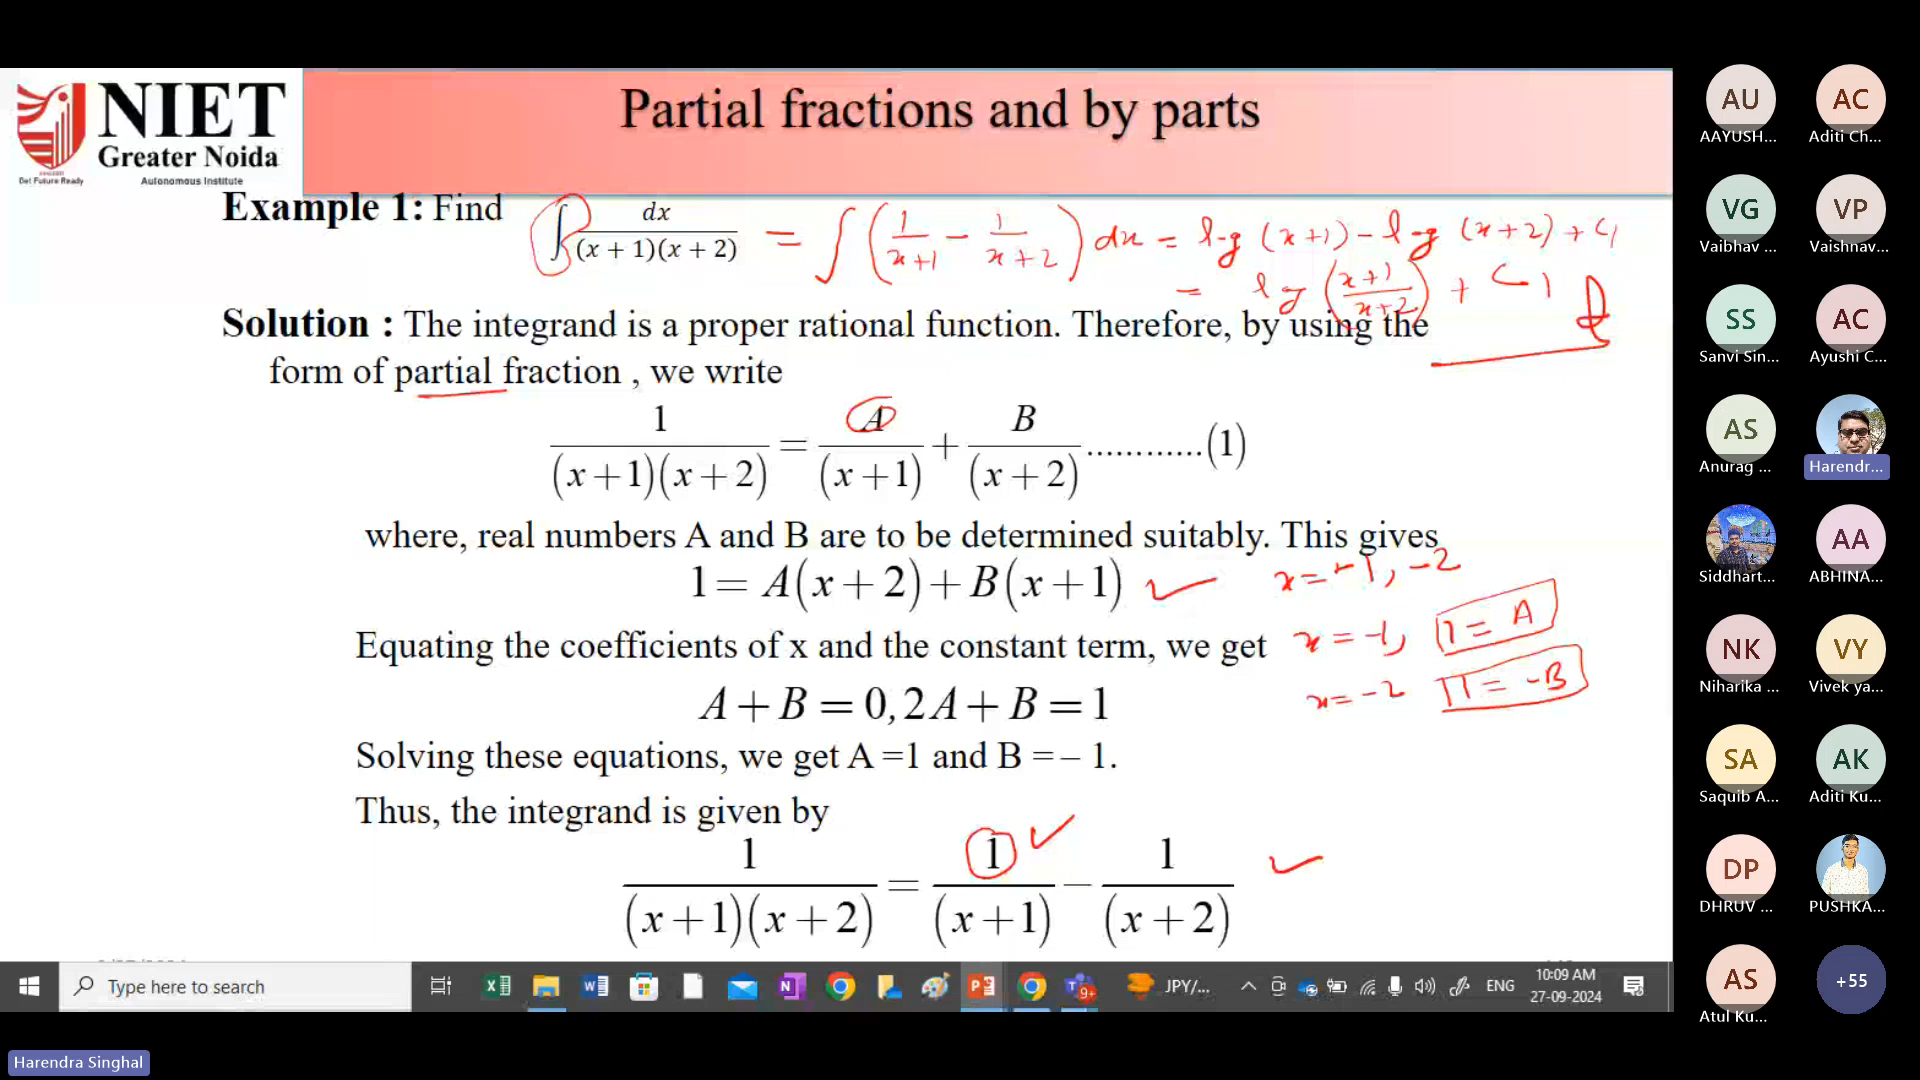 NIET
Greater Noida
Get Future Ready Autonomous Institute
Partial fractions and by parts
Example 1: Find ∫ dx/((x + 1)(x + 2)) = ∫ (1/(x+1) - 1/(x+2)) dx = log (x+1) - log (x+2) + C1
= log ((x+1)/(x+2)) + C1
Solution : The integrand is a proper rational function. Therefore, by using the
form of partial fraction , we write
1/((x+1)(x+2)) = A/(x+1) + B/(x+2) ............(1)
where, real numbers A and B are to be determined suitably. This gives
1= A(x+2)+B(x+1) x = -1, -2
Equating the coefficients of x and the constant term, we get x = -1, 1 = A
A+B=0,2A+B=1 x = -2 1 = -B
Solving these equations, we get A =1 and B =– 1.
Thus, the integrand is given by
1/((x+1)(x+2)) = 1/(x+1) − 1/(x+2)
AU AC
AAYUSH... Aditi Ch...
VG VP
Vaibhav ... Vaishnav...
SS AC
Sanvi Sin... Ayushi C...
AS
Anurag ... Harendr...
AA
Siddhart... ABHINA...
NK VY
Niharika ... Vivek ya...
SA AK
Saquib A... Aditi Ku...
DP
DHRUV ... PUSHKA...
AS +55
Atul Ku...
Type here to search
9+
JPY/...
ENG
10:09 AM
27-09-2024
Harendra Singhal